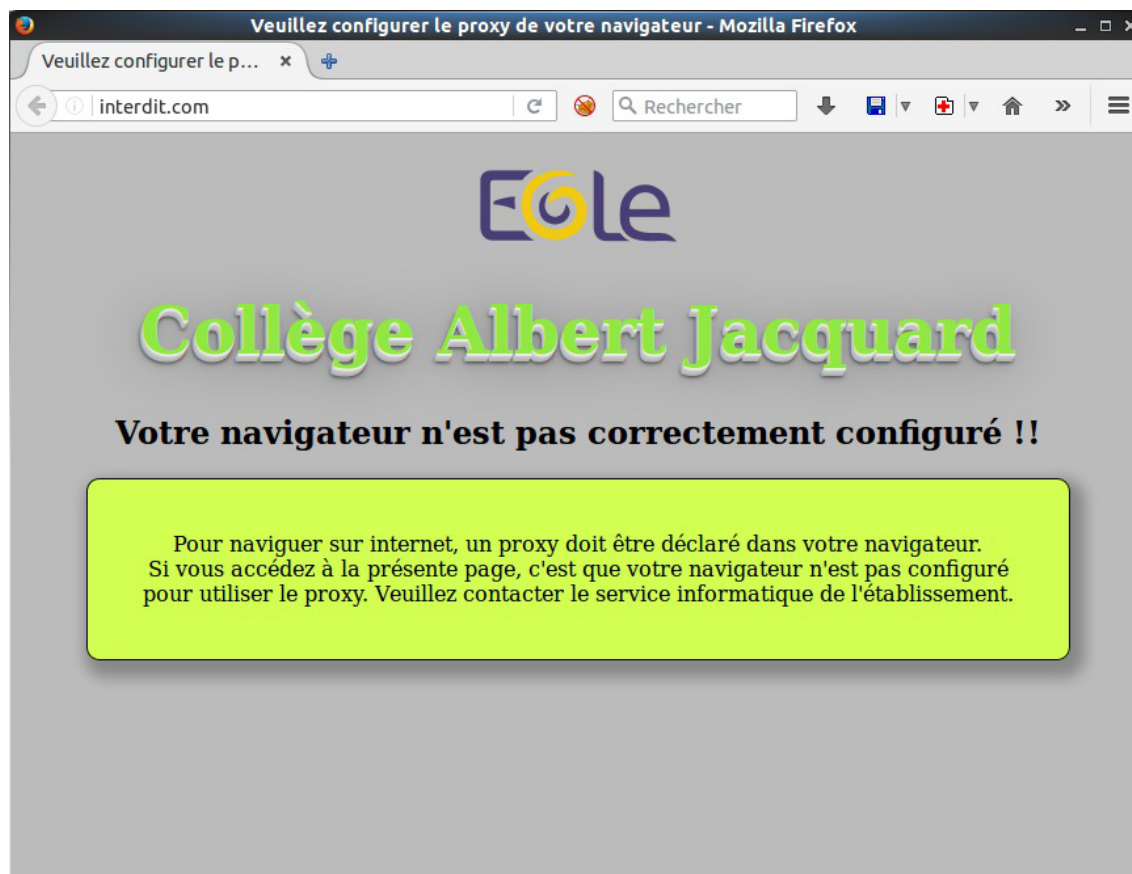 Veuillez configurer le proxy de votre navigateur - Mozilla Firefox
Veuillez configurer le p...
interdit.com
Rechercher
Eole
Collège Albert Jacquard
Votre navigateur n'est pas correctement configuré !!
Pour naviguer sur internet, un proxy doit être déclaré dans votre navigateur.
Si vous accédez à la présente page, c'est que votre navigateur n'est pas configuré
pour utiliser le proxy. Veuillez contacter le service informatique de l'établissement.